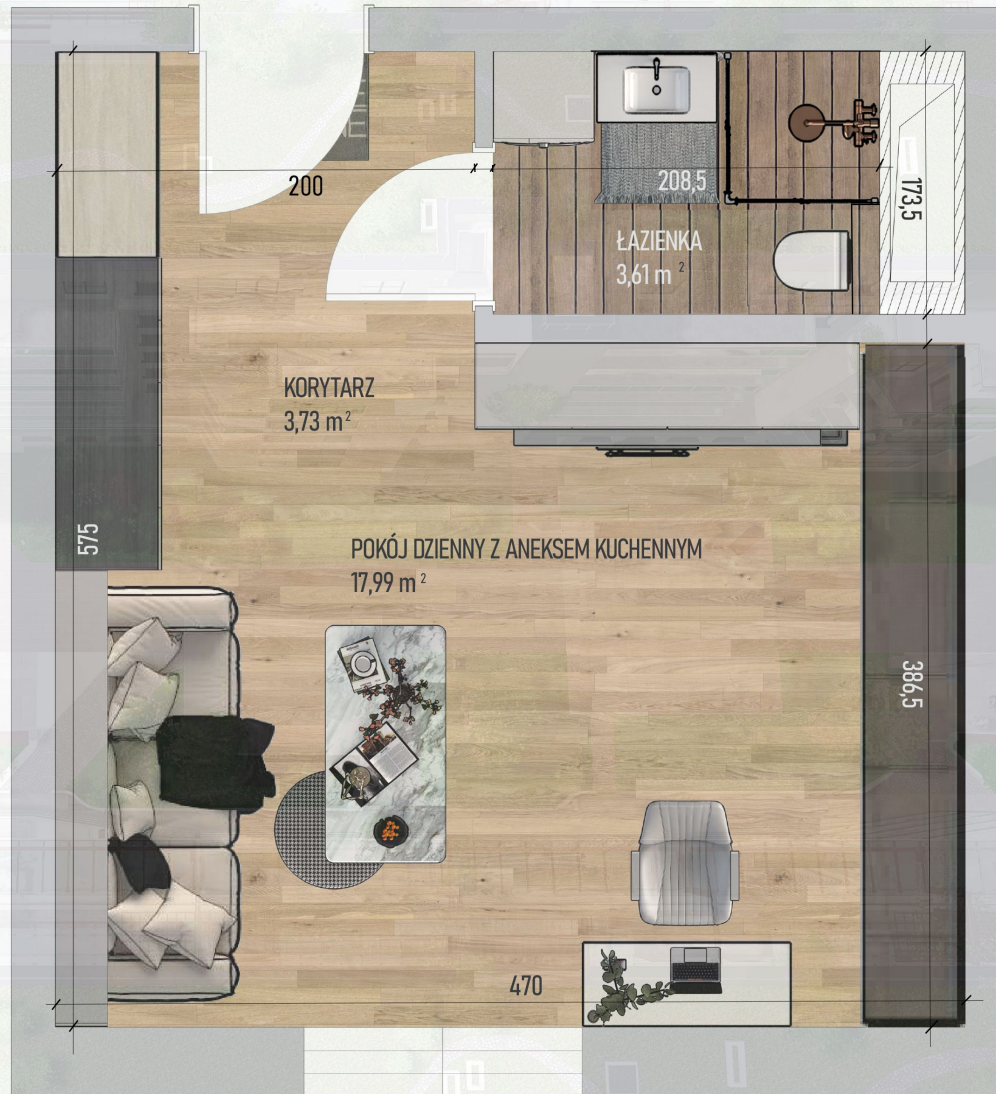 200
208,5
173,5
ŁAZIENKA
3,61 m²
KORYTARZ
3,73 m²
575
POKÓJ DZIENNY Z ANEKSEM KUCHENNYM
17,99 m²
386,5
470